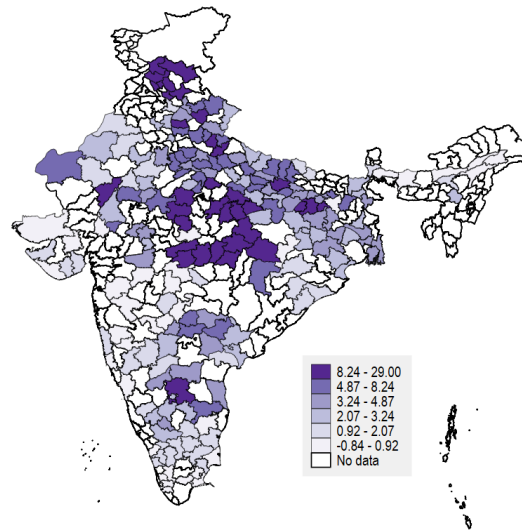 8.24 - 29.00
4.87 - 8.24
3.24 - 4.87
2.07 - 3.24
0.92 - 2.07
-0.84 - 0.92
No data